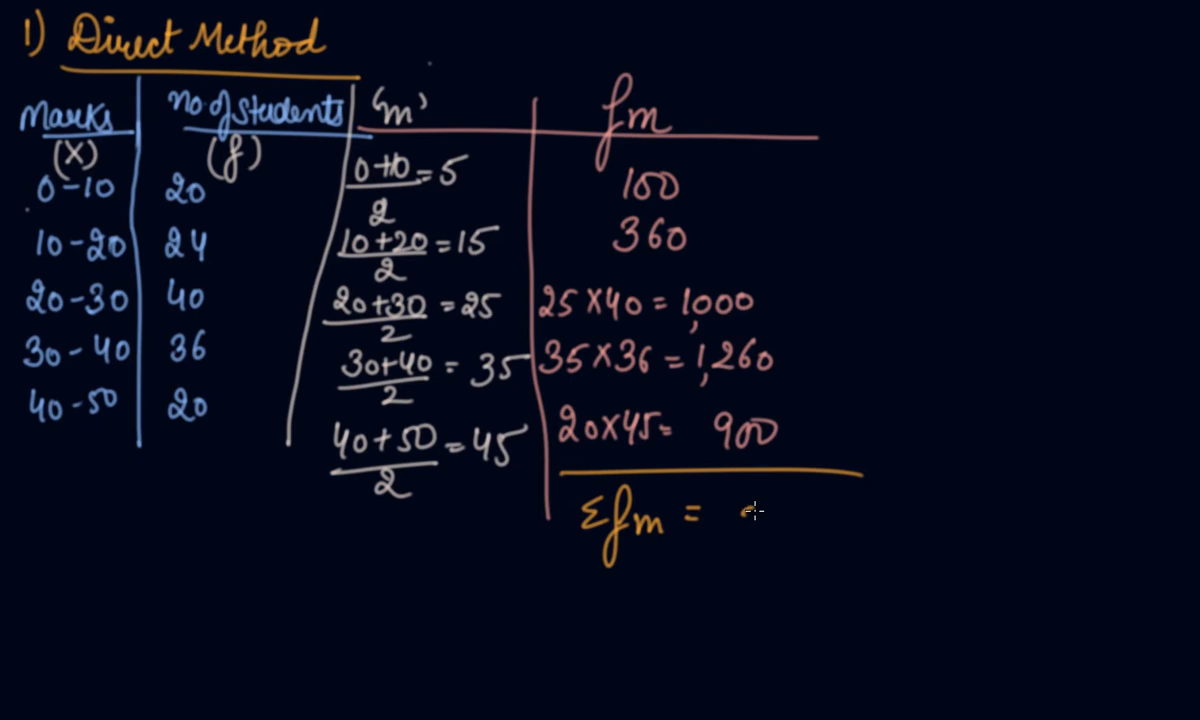 1) Direct Method
Marks (X) no. of students (f) 'm' fm
0-10 20 0+10/2 = 5 100
10-20 24 10+20/2 = 15 360
20-30 40 20+30/2 = 25 25×40 = 1,000
30-40 36 30+40/2 = 35 35×36 = 1,260
40-50 20 40+50/2 = 45 20×45 = 900
Σfm =